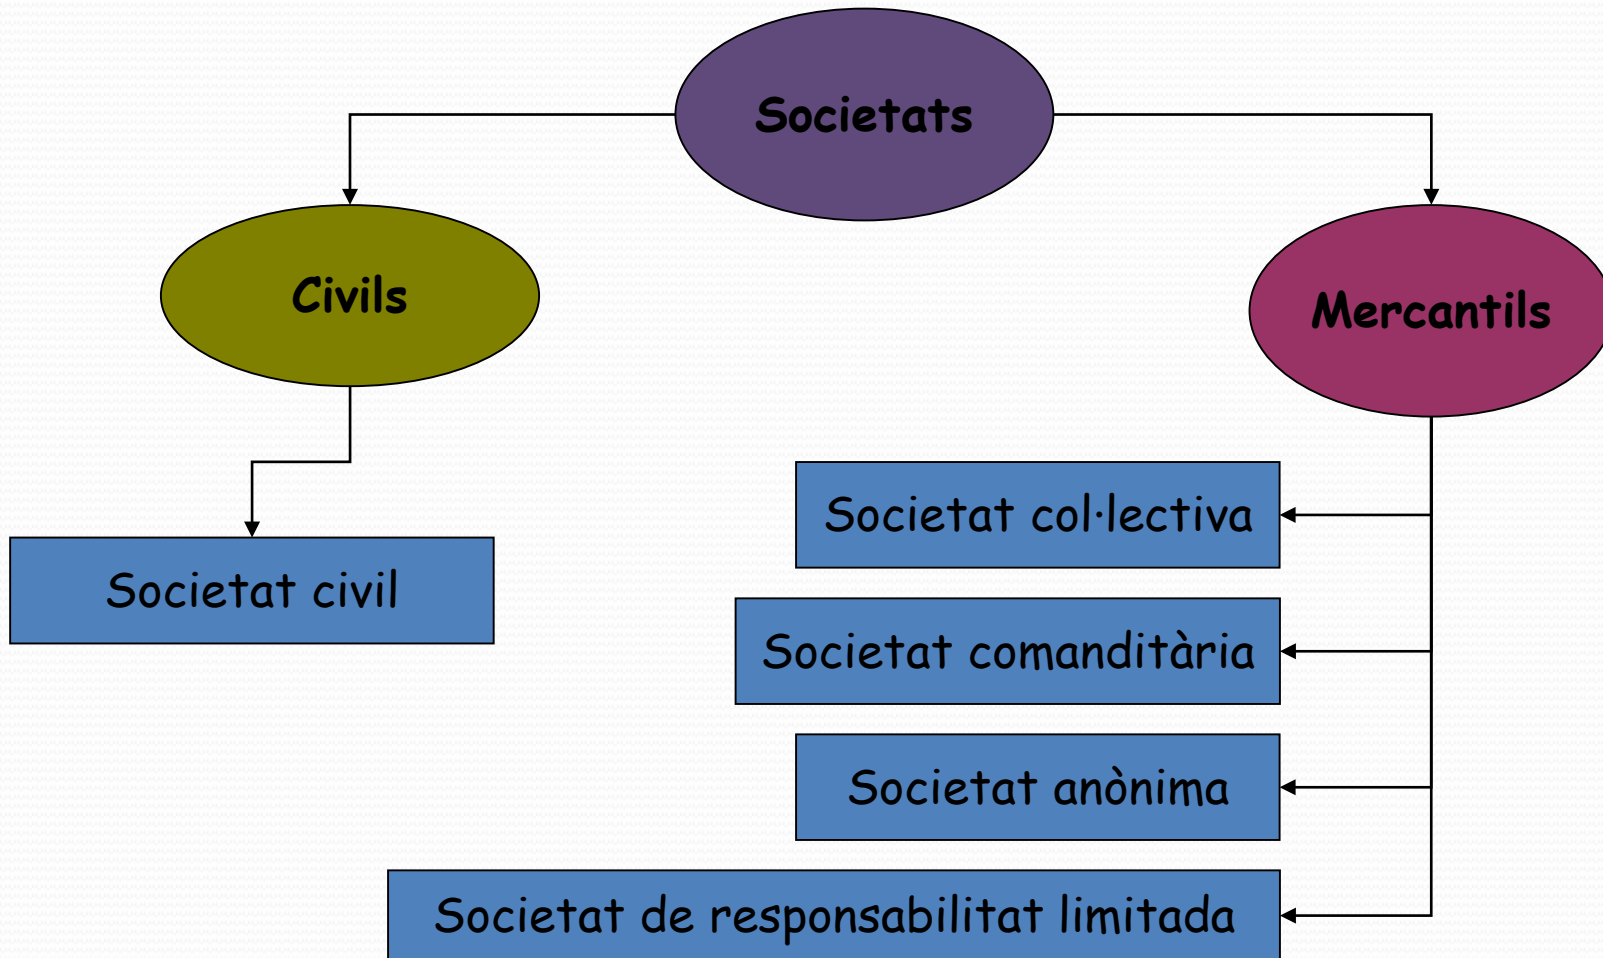 Societats
Civils
Mercantils
Societat civil
Societat col·lectiva
Societat comanditària
Societat anònima
Societat de responsabilitat limitada